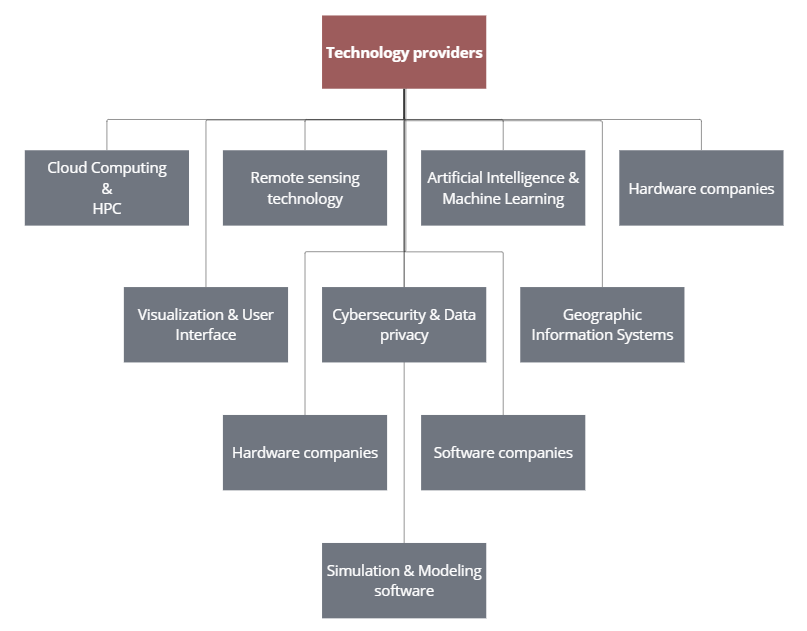 Technology providers
Cloud Computing
&
HPC
Remote sensing
technology
Artificial Intelligence &
Machine Learning
Hardware companies
Visualization & User
Interface
Cybersecurity & Data
privacy
Geographic
Information Systems
Hardware companies
Software companies
Simulation & Modeling
software